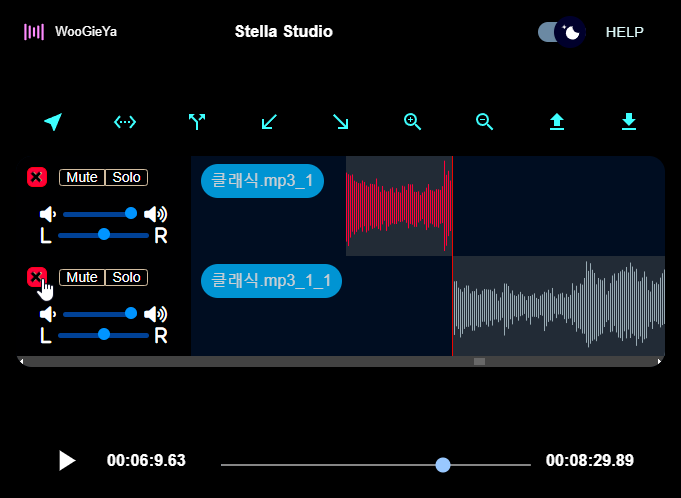 WooGieYa
Stella Studio
HELP
Mute Solo
클래식.mp3_1
L R
Mute Solo
클래식.mp3_1_1
L R
00:06:9.63
00:08:29.89